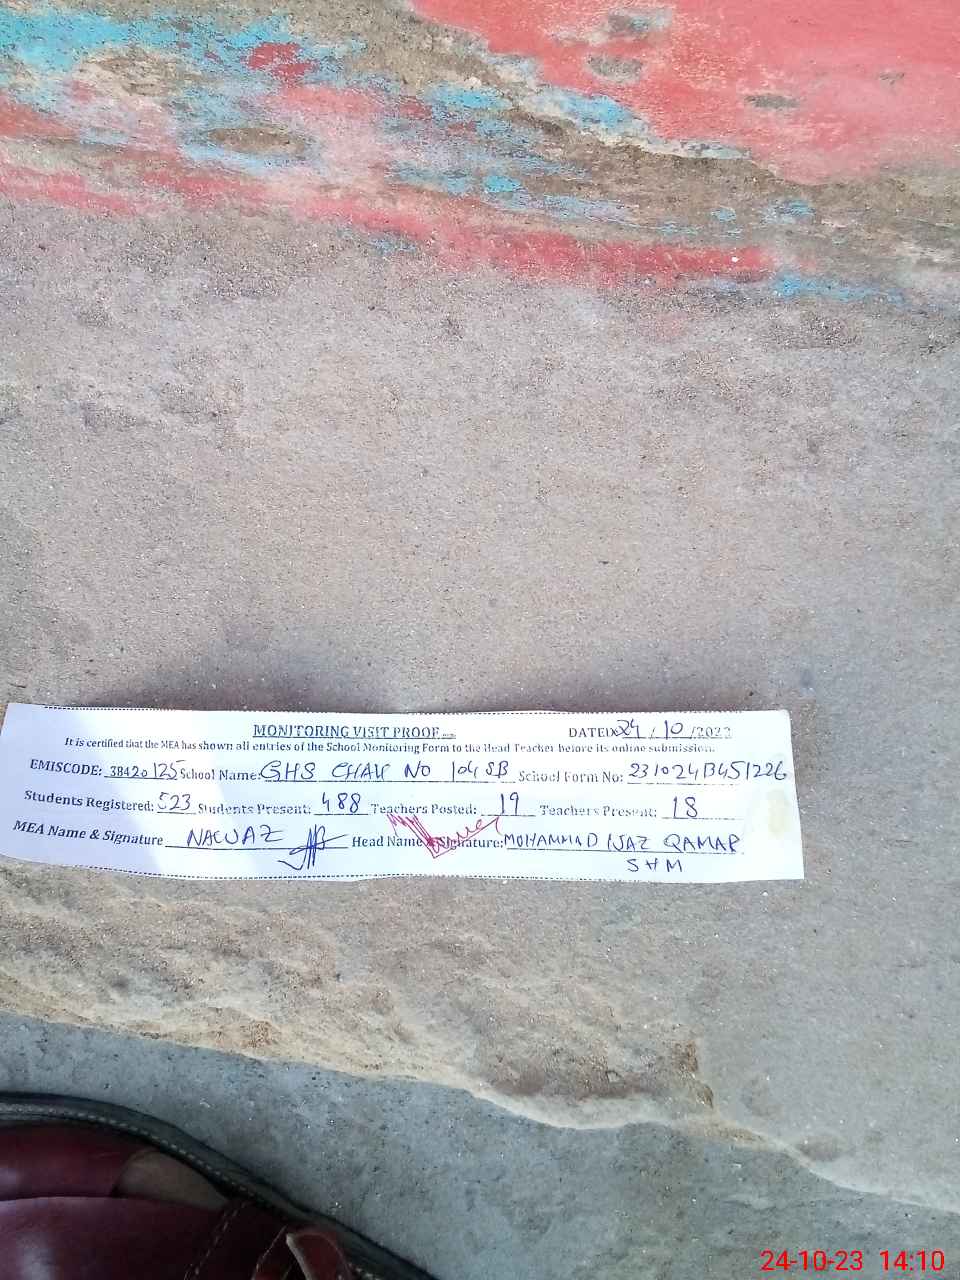 MONITORING VISIT PROOF
DATED: 24/10/2023
It is certified that the MEA has shown all entries of the School Monitoring Form to the Head Teacher before its online submission.
EMISCODE: 38420125 School Name: GHS CHAK NO 104 SB School Form No: 23102413451226
Students Registered: 523 Students Present: 488 Teachers Posted: 19 Teachers Present: 18
MEA Name & Signature NAWAZ Head Name & Signature: MOHAMMAD IJAZ QAMAR
SHM
24-10-23 14:10